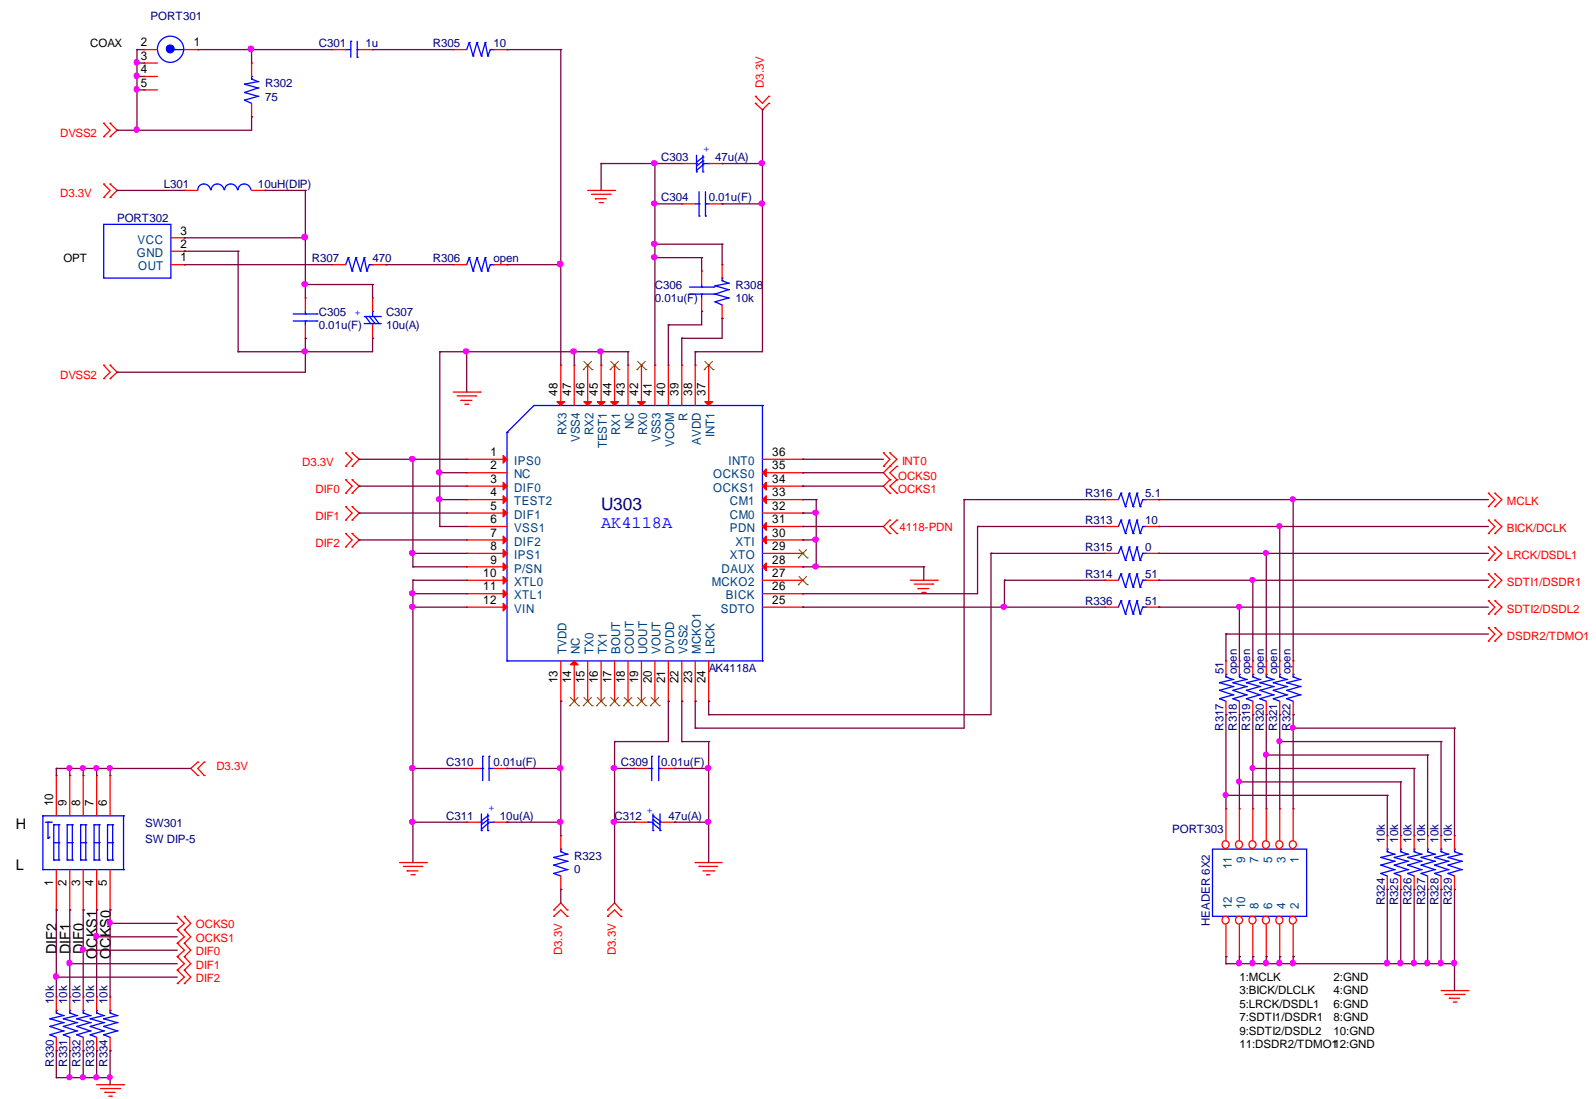 PORT301
COAX 2 1
3
4
5
C301 1u
R305 10
R302
75
DVSS2
D3.3V
C303 + 47u(A)
C304 0.01u(F)
D3.3V
L301 10uH(DIP)
PORT302
VCC 3
GND 2
OUT 1
OPT
R307 470
R306 open
C305
0.01u(F)
+ C307
10u(A)
DVSS2
C306
0.01u(F)
R308
10k
48 47 46 45 44 43 42 41 40 39 38 37
RX3 VSS4 RX2 TEST1 RX1 NC RX0 VSS3 VCOM R AVDD INT1
U303
AK4118A
D3.3V
DIF0
DIF1
DIF2
1 IPS0
2 NC
3 DIF0
4 TEST2
5 DIF1
6 VSS1
7 DIF2
8 IPS1
9 P/SN
10 XTL0
11 XTL1
12 VIN
INT0 36 INT0
OCKS0 35 OCKS0
OCKS1 34 OCKS1
CM1 33
CM0 32
PDN 31 4118-PDN
XTI 30
XTO 29
DAUX 28
MCKO2 27
BICK 26
SDTO 25
TVDD NC TX0 TX1 BOUT COUT UOUT VOUT DVDD VSS2 MCKO1 LRCK
13 14 15 16 17 18 19 20 21 22 23 24
AK4118A
R316 5.1 MCLK
R313 10 BICK/DCLK
R315 0 LRCK/DSDL1
R314 51 SDTI1/DSDR1
R336 51 SDTI2/DSDL2
DSDR2/TDMO1
51 open open open open open
R317 R318 R319 R320 R321 R322
C310 0.01u(F)
C311 + 10u(A)
C309 0.01u(F)
C312 + 47u(A)
R323
0
D3.3V
D3.3V
D3.3V
10 9 8 7 6
H
L
SW301
SW DIP-5
1 2 3 4 5
DIF2 DIF1 DIF0 OCKS1 OCKS0
OCKS0
OCKS1
DIF0
DIF1
DIF2
10k 10k 10k 10k 10k
R330 R331 R332 R333 R334
PORT303
HEADER 6X2
11 9 7 5 3 1
12 10 8 6 4 2
10k 10k 10k 10k 10k 10k
R324 R325 R326 R327 R328 R329
1:MCLK 2:GND
3:BICK/DLCLK 4:GND
5:LRCK/DSDL1 6:GND
7:SDTI1/DSDR1 8:GND
9:SDTI2/DSDL2 10:GND
11:DSDR2/TDMO1 12:GND